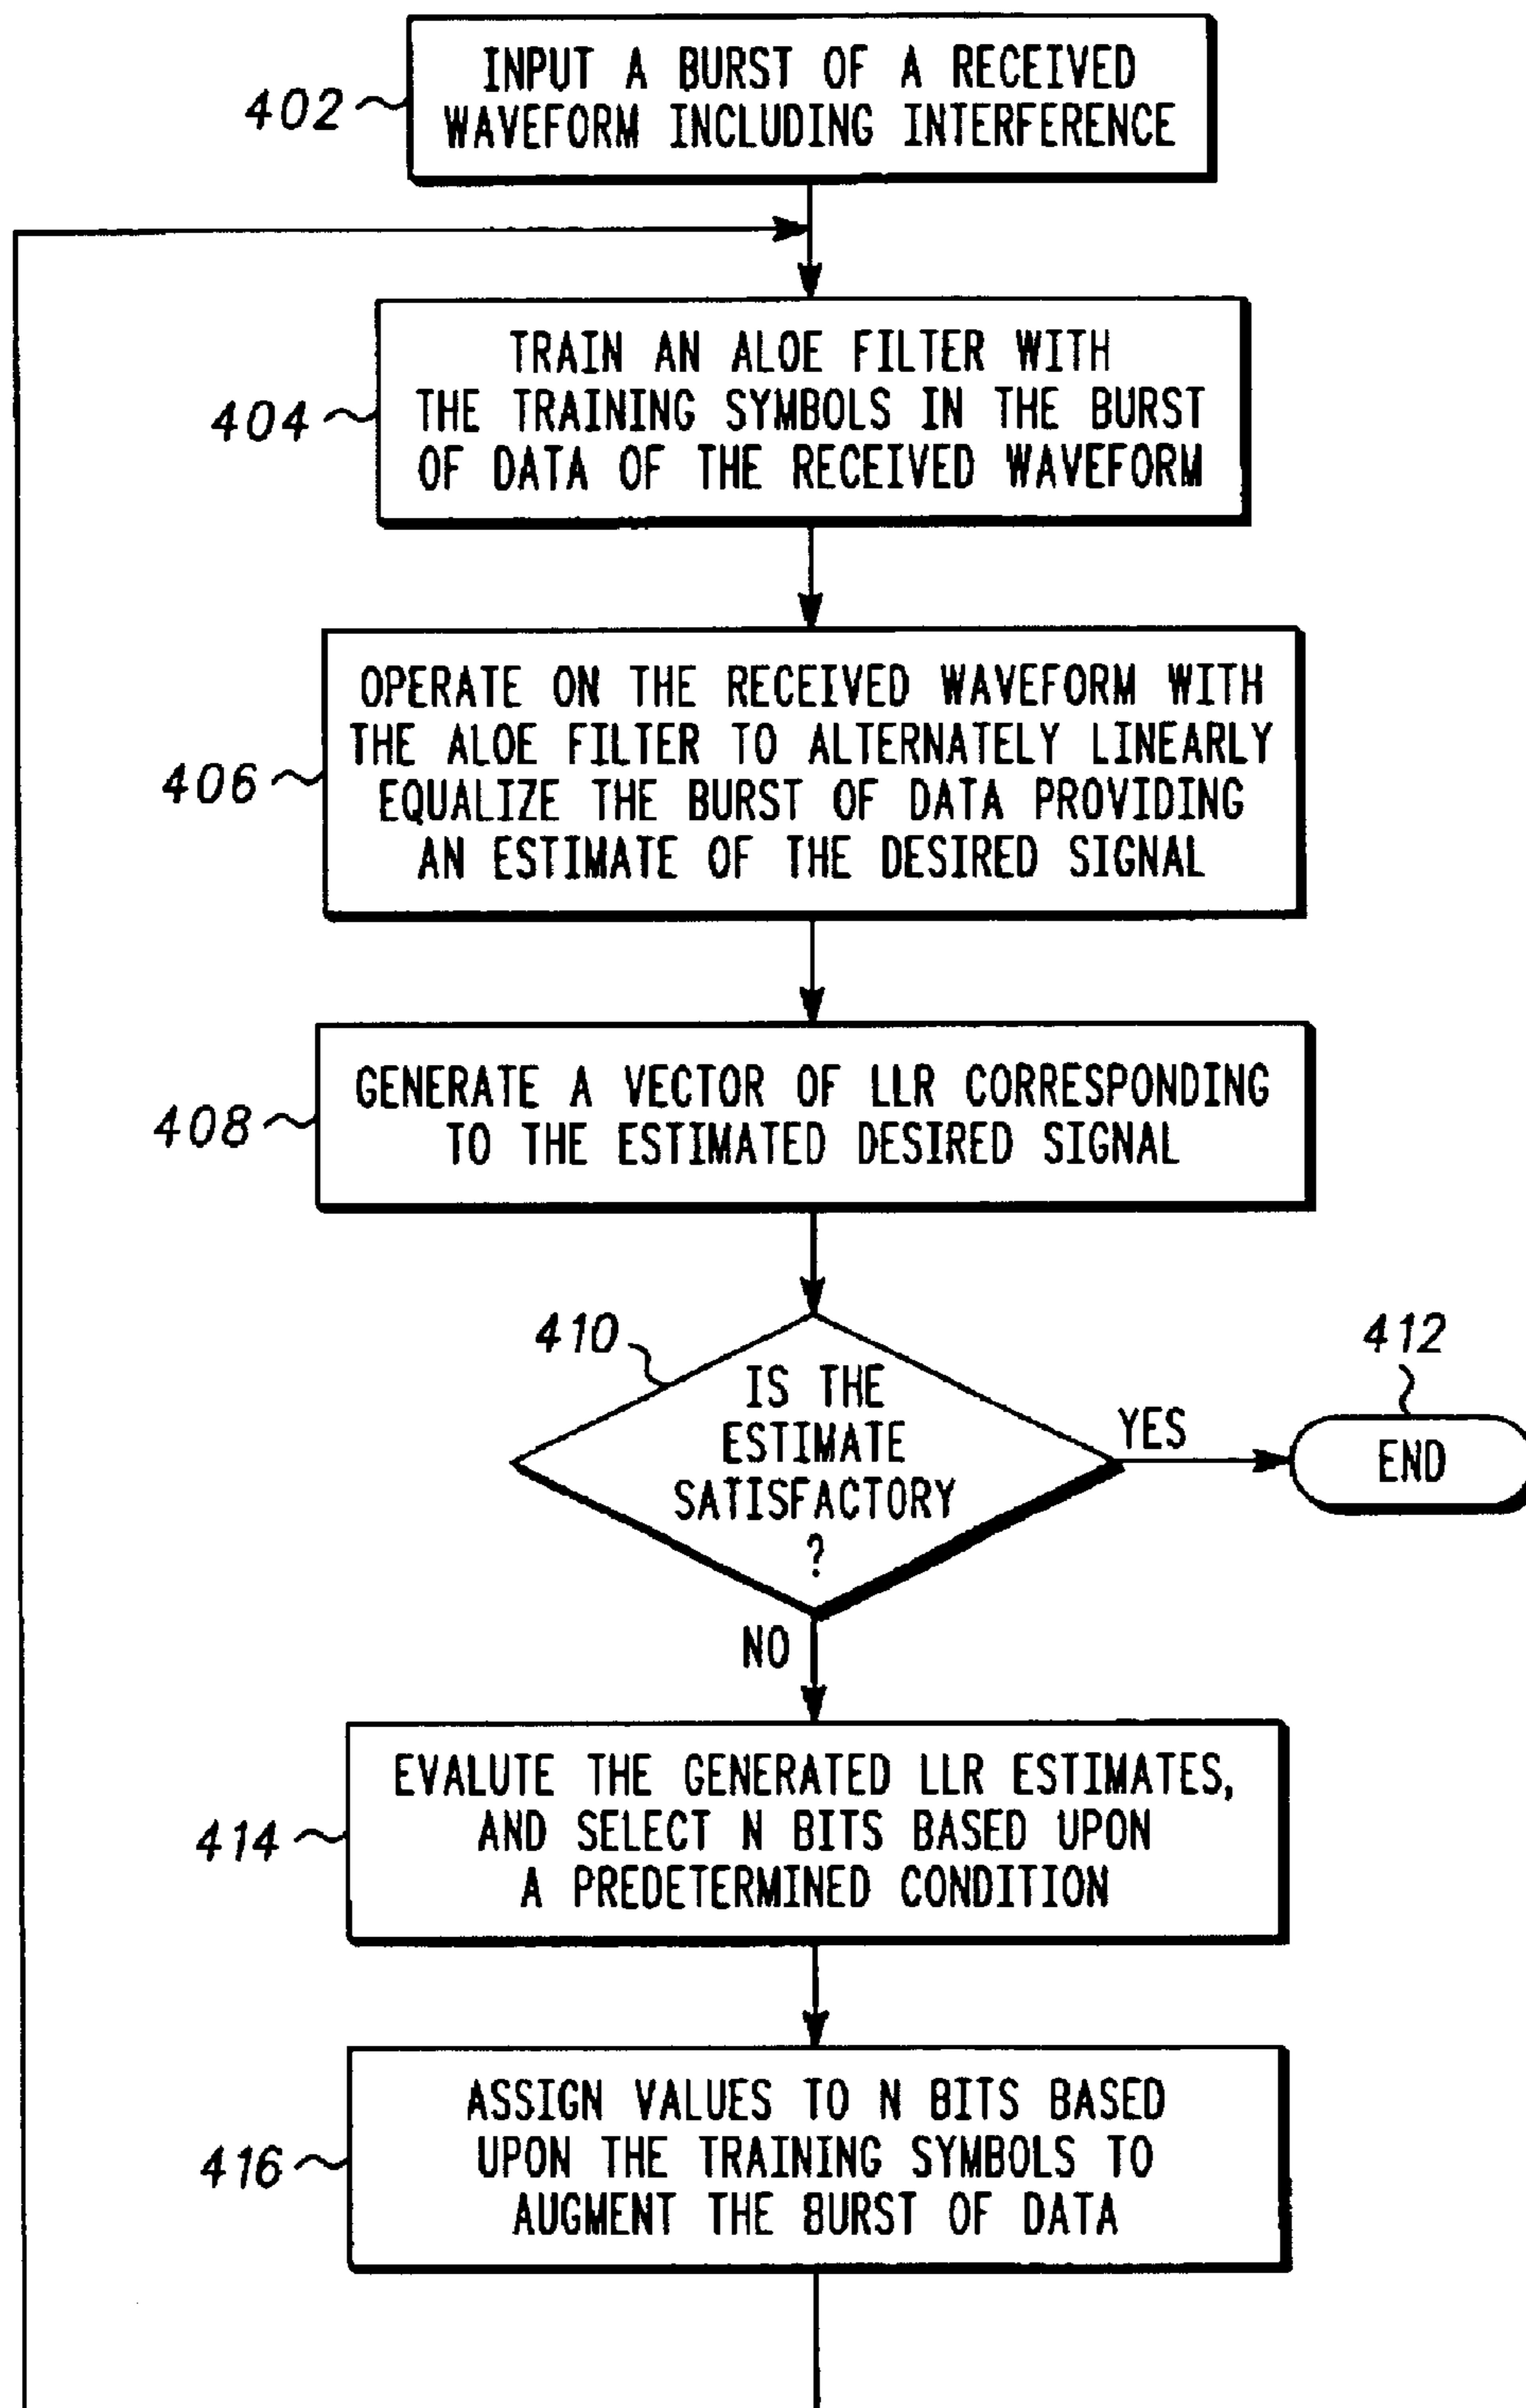 INPUT A BURST OF A RECEIVED
WAVEFORM INCLUDING INTERFERENCE
402
TRAIN AN ALOE FILTER WITH
THE TRAINING SYMBOLS IN THE BURST
OF DATA OF THE RECEIVED WAVEFORM
404
OPERATE ON THE RECEIVED WAVEFORM WITH
THE ALOE FILTER TO ALTERNATELY LINEARLY
EQUALIZE THE BURST OF DATA PROVIDING
AN ESTIMATE OF THE DESIRED SIGNAL
406
GENERATE A VECTOR OF LLR CORRESPONDING
TO THE ESTIMATED DESIRED SIGNAL
408
410
IS THE
ESTIMATE
SATISFACTORY
?
YES
412
END
NO
EVALUTE THE GENERATED LLR ESTIMATES,
AND SELECT N BITS BASED UPON
A PREDETERMINED CONDITION
414
ASSIGN VALUES TO N BITS BASED
UPON THE TRAINING SYMBOLS TO
AUGMENT THE BURST OF DATA
416